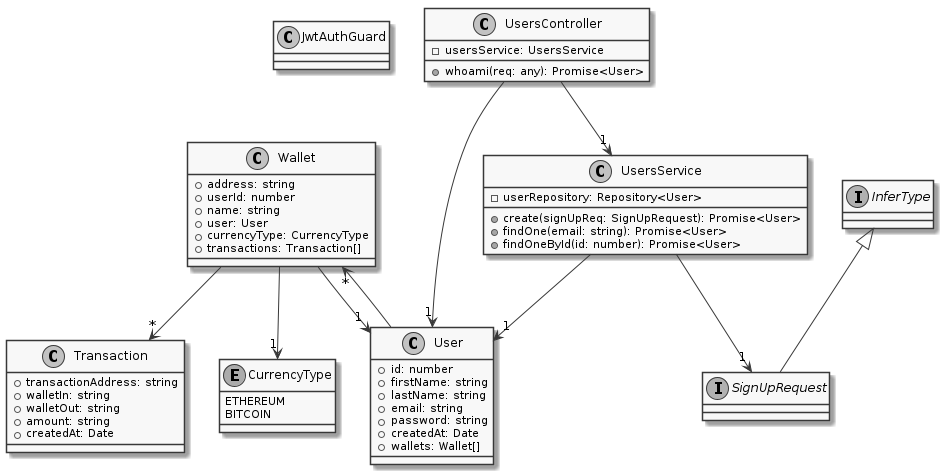 C JwtAuthGuard
C UsersController
usersService: UsersService
whoami(req: any): Promise<User>
C Wallet
address: string
userId: number
name: string
user: User
currencyType: CurrencyType
transactions: Transaction[]
1
C UsersService
userRepository: Repository<User>
create(signUpReq: SignUpRequest): Promise<User>
findOne(email: string): Promise<User>
findOneById(id: number): Promise<User>
I InferType
*
*
1
1
1
1
1
C Transaction
transactionAddress: string
walletIn: string
walletOut: string
amount: string
createdAt: Date
E CurrencyType
ETHEREUM
BITCOIN
C User
id: number
firstName: string
lastName: string
email: string
password: string
createdAt: Date
wallets: Wallet[]
I SignUpRequest